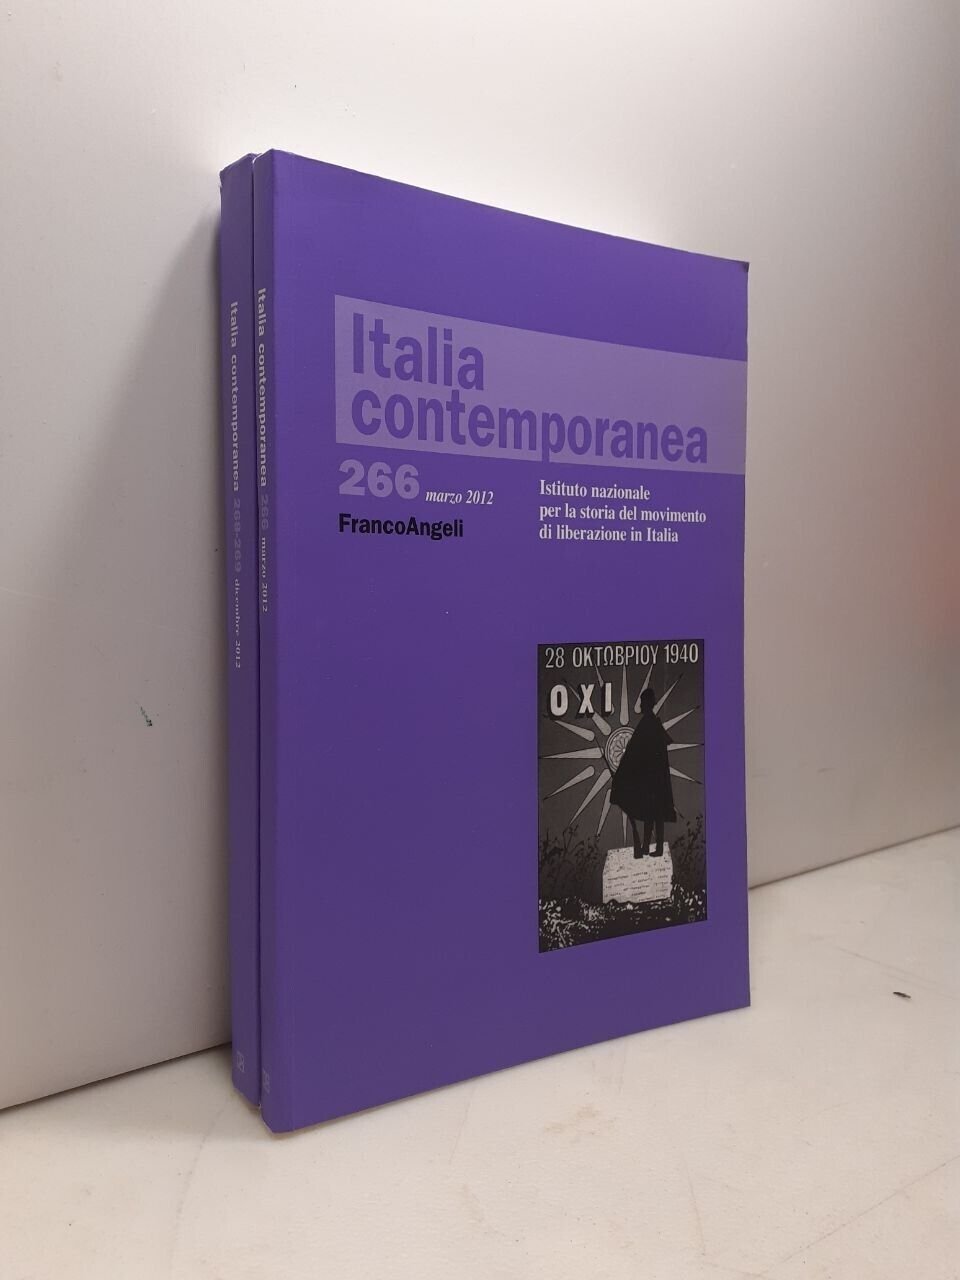 Italia
contemporanea
266 marzo 2012
FrancoAngeli
Istituto nazionale
per la storia del movimento
di liberazione in Italia
28 ΟΚΤΩΒΡΙΟΥ 1940
ΟΧΙ
Italia contemporanea 266 marzo 2012
Italia contemporanea 268-269 dicembre 2012